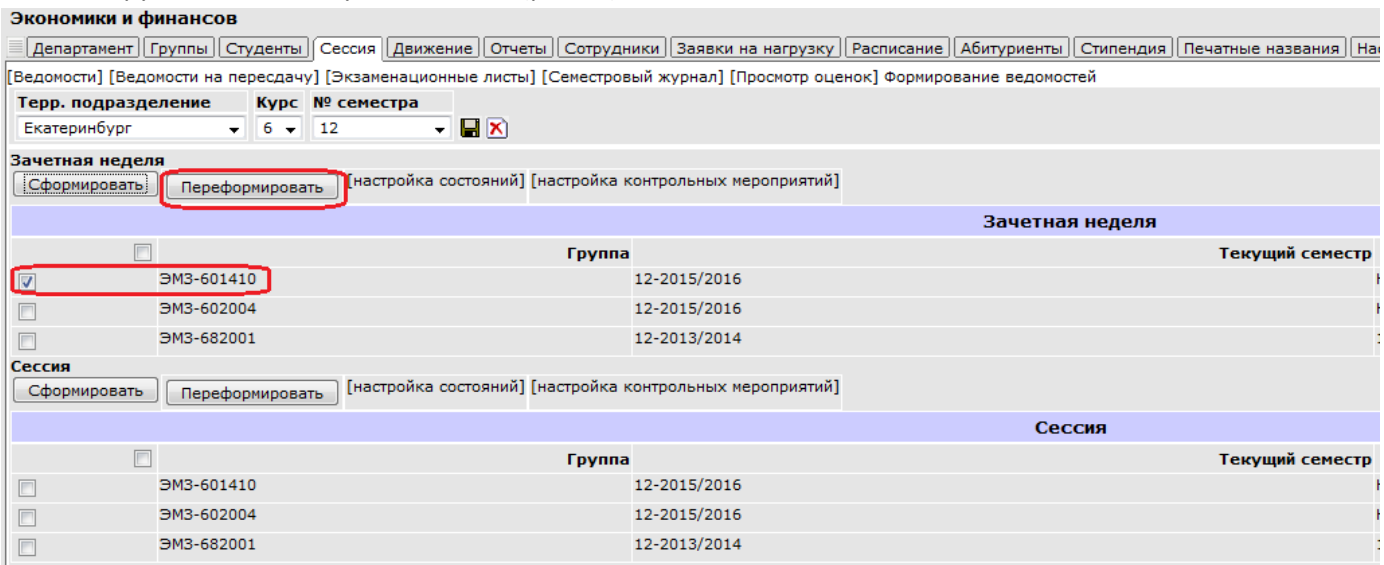 Экономики и финансов
Департамент Группы Студенты Сессия Движение Отчеты Сотрудники Заявки на нагрузку Расписание Абитуриенты Стипендия Печатные названия
[Ведомости] [Ведомости на пересдачу] [Экзаменационные листы] [Семестровый журнал] [Просмотр оценок] Формирование ведомостей
Терр. подразделение Курс № семестра
Екатеринбург 6 12
Зачетная неделя
Сформировать Переформировать [настройка состояний] [настройка контрольных мероприятий]
Зачетная неделя
Группа Текущий семестр
ЭМЗ-601410 12-2015/2016
ЭМЗ-602004 12-2015/2016
ЭМЗ-682001 12-2013/2014
Сессия
Сформировать Переформировать [настройка состояний] [настройка контрольных мероприятий]
Сессия
Группа Текущий семестр
ЭМЗ-601410 12-2015/2016
ЭМЗ-602004 12-2015/2016
ЭМЗ-682001 12-2013/2014